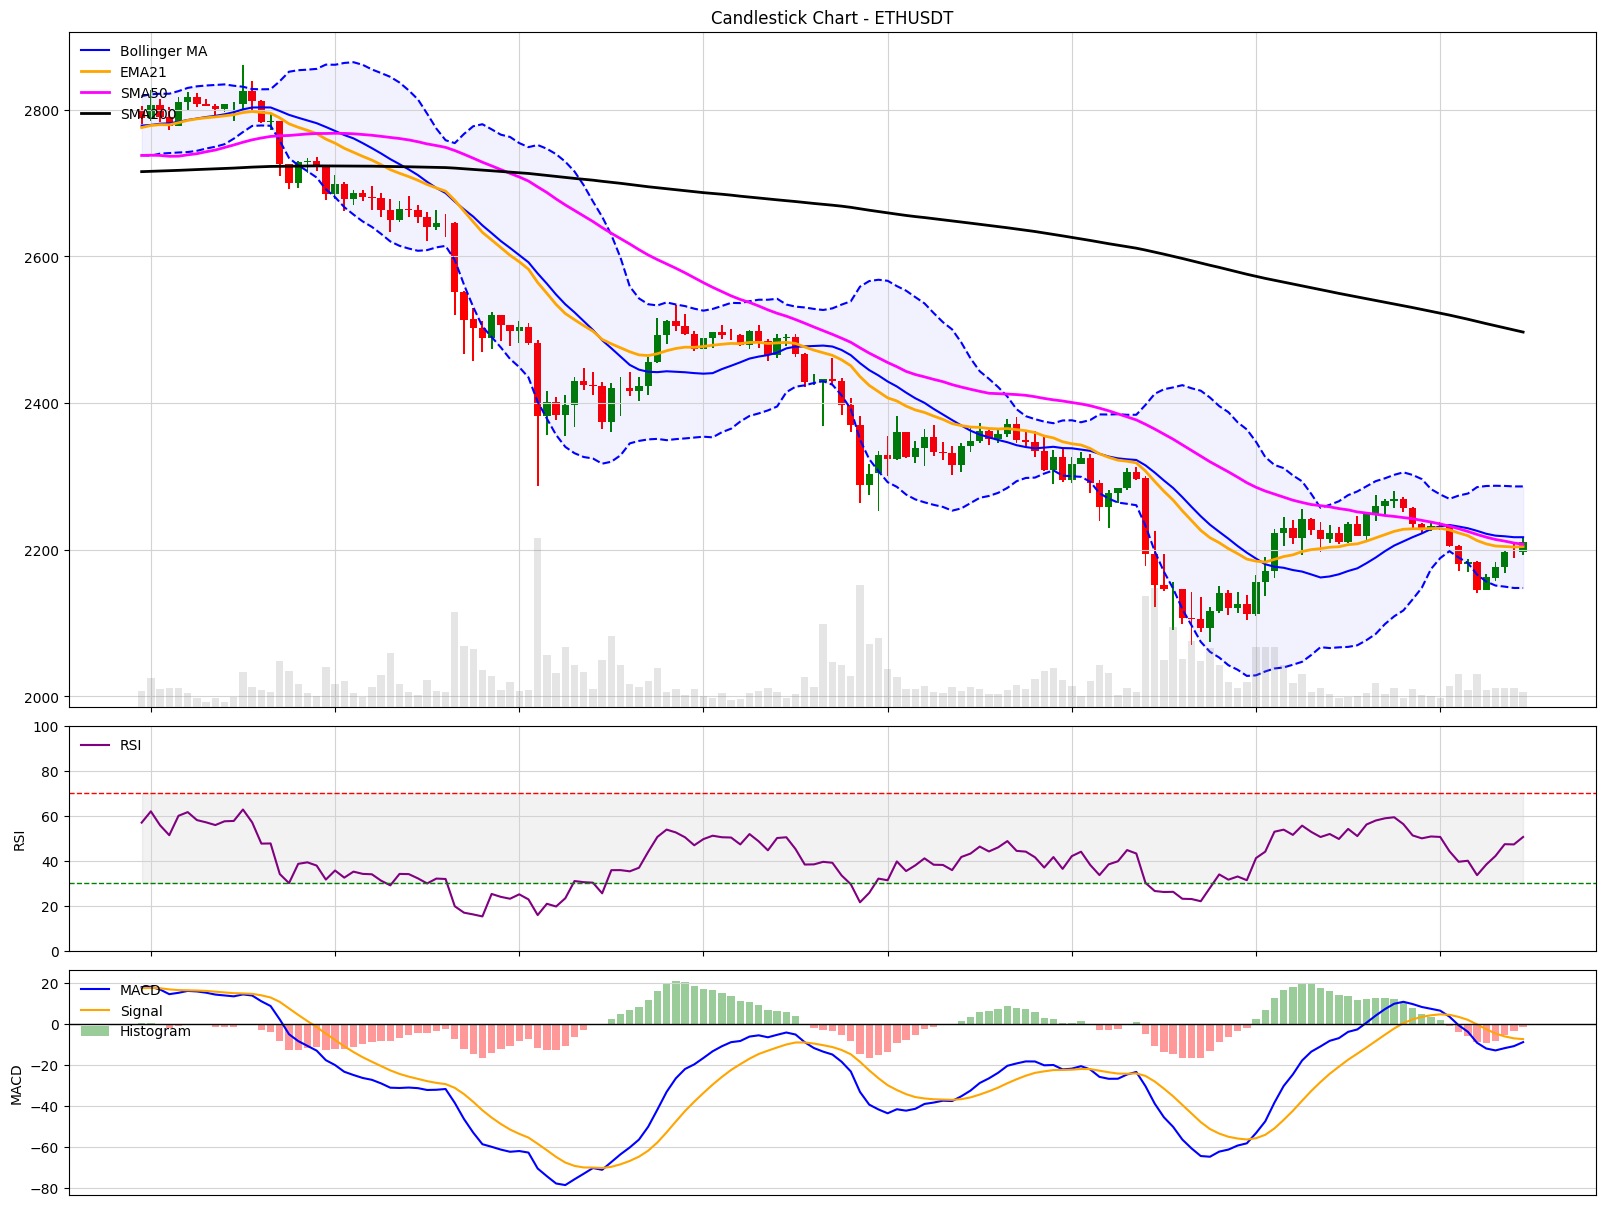 Candlestick Chart - ETHUSDT
Bollinger MA
EMA21
SMA50
SMA200
2800
2600
2400
2200
2000
RSI
100
80
60
40
20
0
RSI
MACD
Signal
Histogram
20
0
−20
−40
−60
−80
MACD